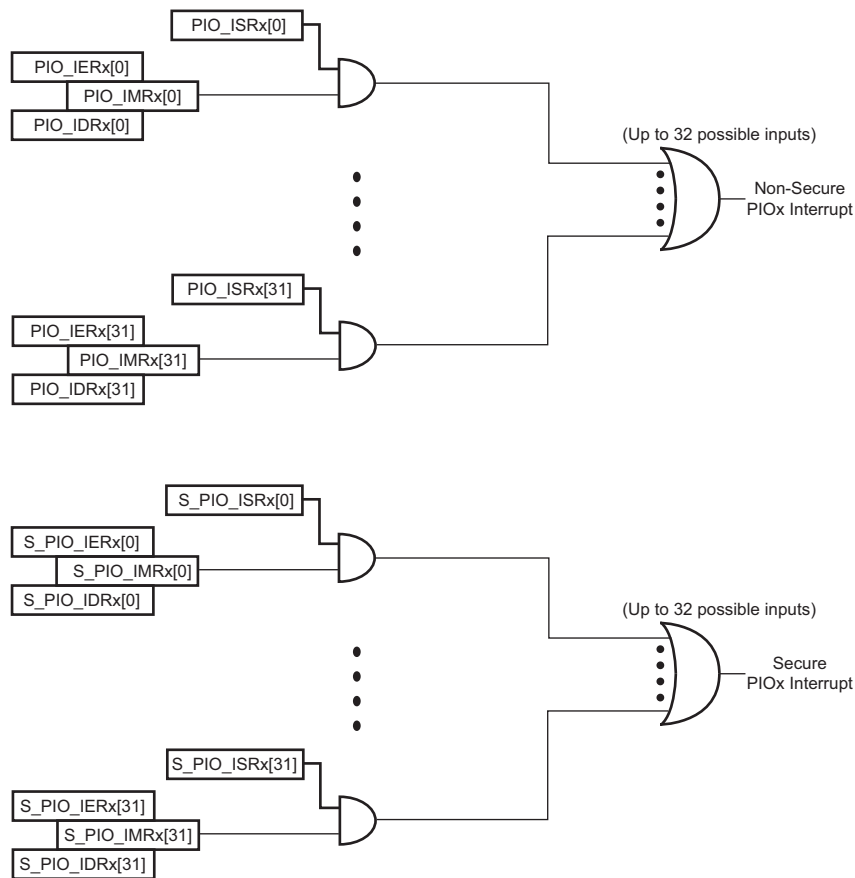 PIO_ISRx[0]
PIO_IERx[0]
PIO_IMRx[0]
PIO_IDRx[0]
(Up to 32 possible inputs)
Non-Secure
PIOx Interrupt
PIO_ISRx[31]
PIO_IERx[31]
PIO_IMRx[31]
PIO_IDRx[31]
S_PIO_ISRx[0]
S_PIO_IERx[0]
S_PIO_IMRx[0]
S_PIO_IDRx[0]
(Up to 32 possible inputs)
Secure
PIOx Interrupt
S_PIO_ISRx[31]
S_PIO_IERx[31]
S_PIO_IMRx[31]
S_PIO_IDRx[31]